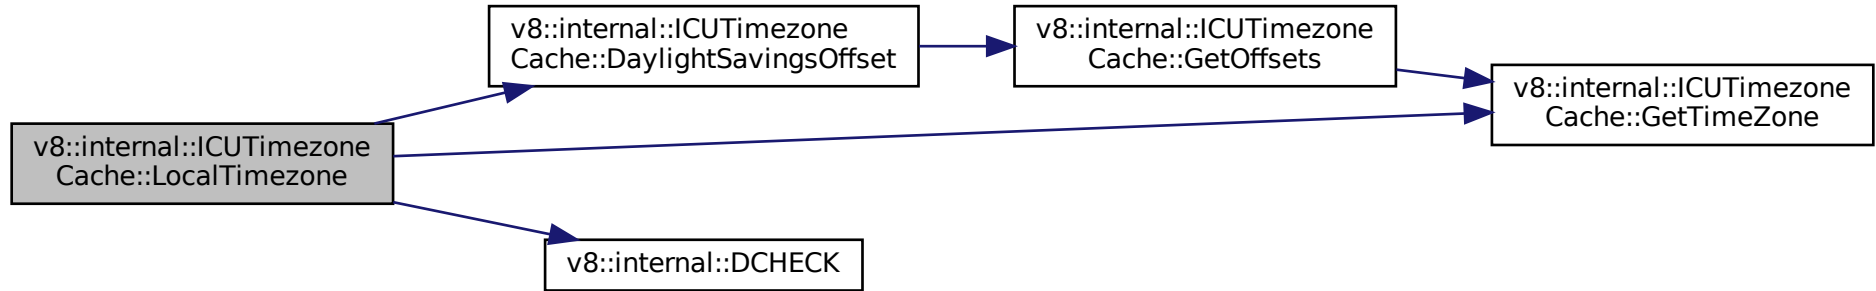 v8::internal::ICUTimezone
Cache::LocalTimezone
v8::internal::ICUTimezone
Cache::DaylightSavingsOffset
v8::internal::ICUTimezone
Cache::GetOffsets
v8::internal::ICUTimezone
Cache::GetTimeZone
v8::internal::DCHECK